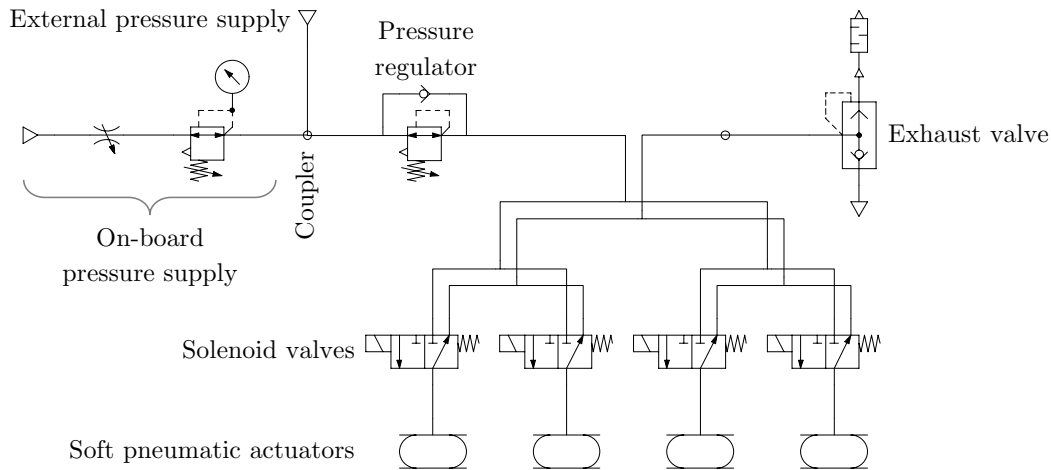 External pressure supply
Pressure
regulator
Exhaust valve
Coupler
On-board
pressure supply
Solenoid valves
Soft pneumatic actuators